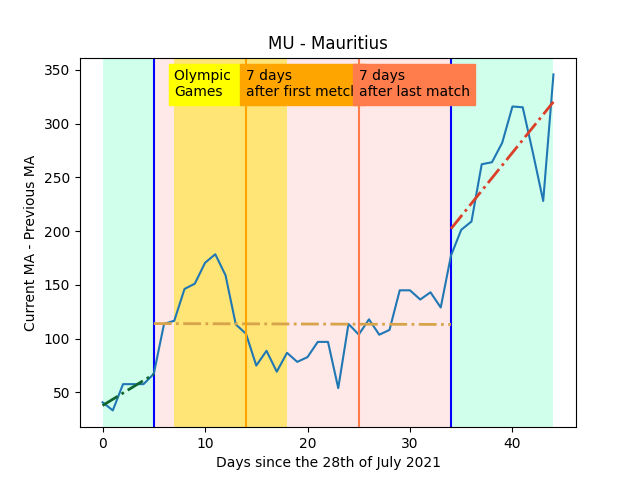 MU - Mauritius
Olympic
Games
7 days
after first metcl
7 days
after last match
Current MA - Previous MA
350
300
250
200
150
100
50
0
10
20
30
40
Days since the 28th of July 2021